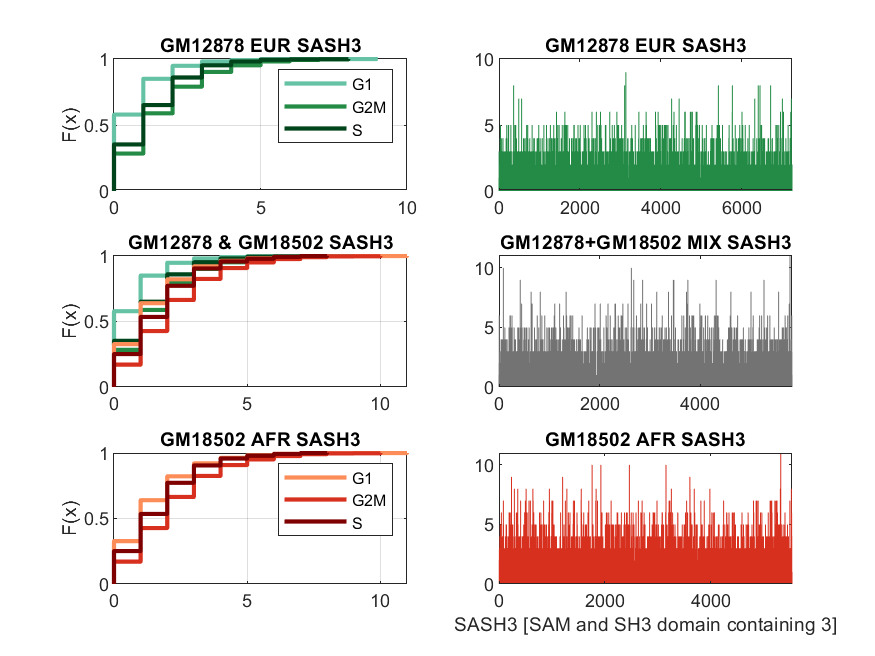 GM12878 EUR SASH3
1
0.5
0
F(x)
0 5 10
G1
G2M
S
GM12878 EUR SASH3
10
5
0
0 2000 4000 6000
GM12878 & GM18502 SASH3
1
0.5
0
F(x)
0 5 10
GM12878+GM18502 MIX SASH3
10
5
0
0 2000 4000
GM18502 AFR SASH3
1
0.5
0
F(x)
0 5 10
G1
G2M
S
GM18502 AFR SASH3
10
5
0
0 2000 4000
SASH3 [SAM and SH3 domain containing 3]